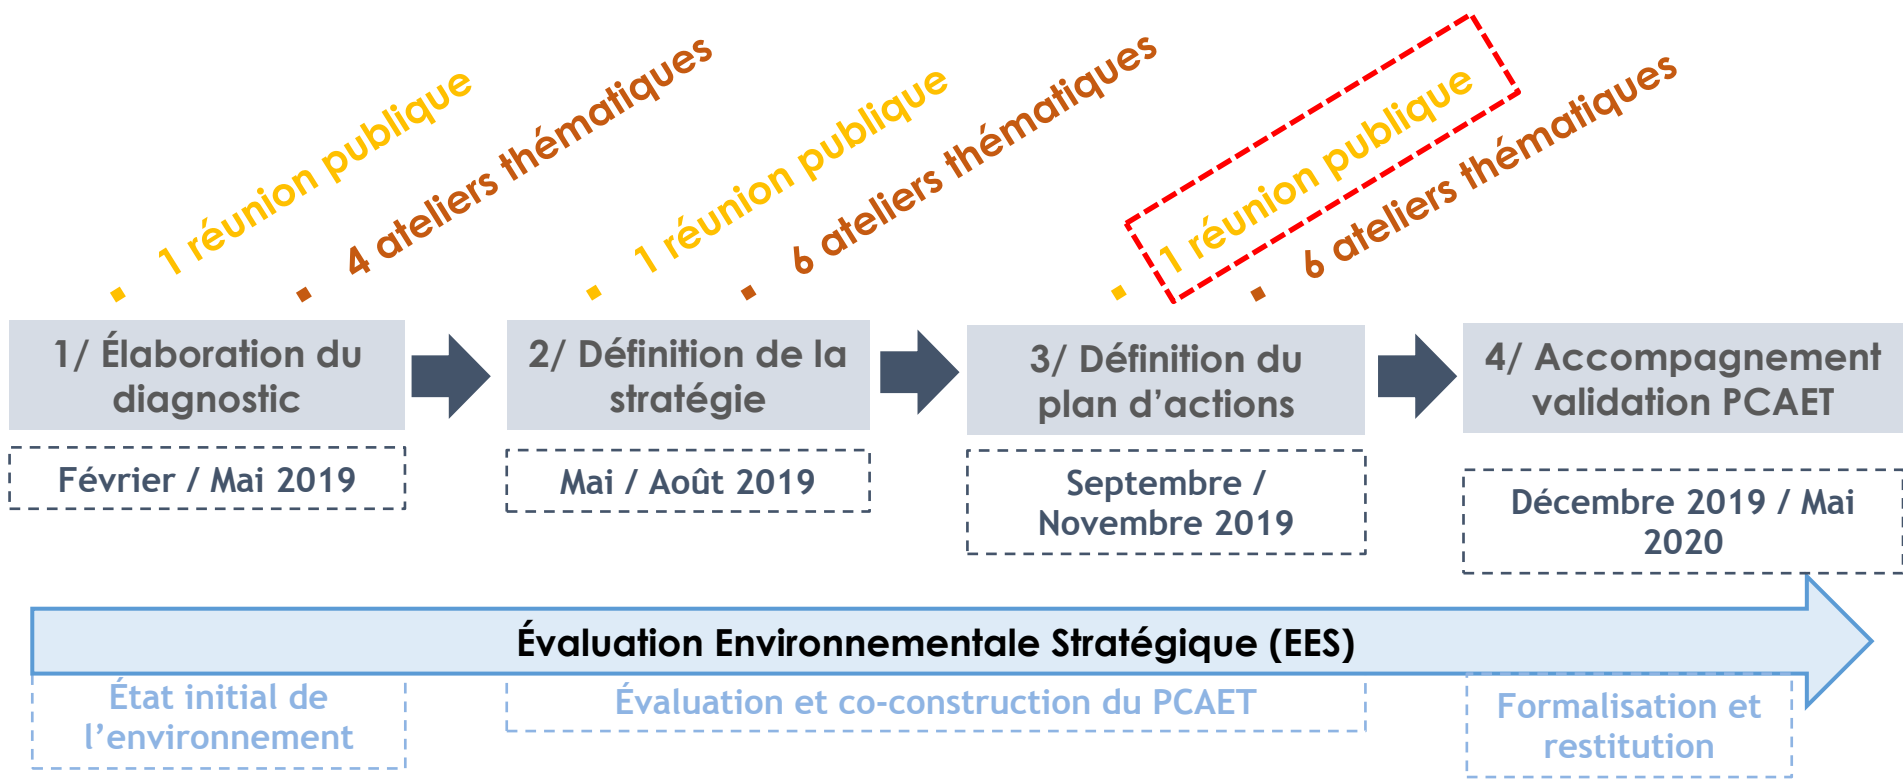 1 réunion publique
4 ateliers thématiques
1 réunion publique
6 ateliers thématiques
1 réunion publique
6 ateliers thématiques
1/ Élaboration du
diagnostic
2/ Définition de la
stratégie
3/ Définition du
plan d’actions
4/ Accompagnement
validation PCAET
Février / Mai 2019
Mai / Août 2019
Septembre /
Novembre 2019
Décembre 2019 / Mai
2020
Évaluation Environnementale Stratégique (EES)
État initial de
l’environnement
Évaluation et co-construction du PCAET
Formalisation et
restitution